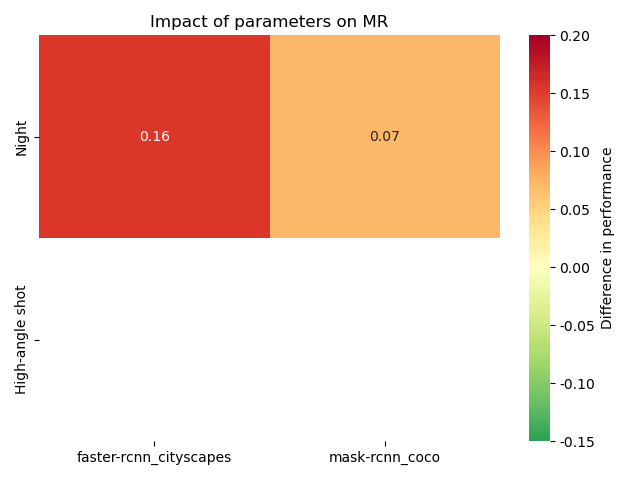 Impact of parameters on MR
Night
High-angle shot
0.16
0.07
faster-rcnn_cityscapes
mask-rcnn_coco
0.20
0.15
0.10
0.05
0.00
-0.05
-0.10
-0.15
Difference in performance